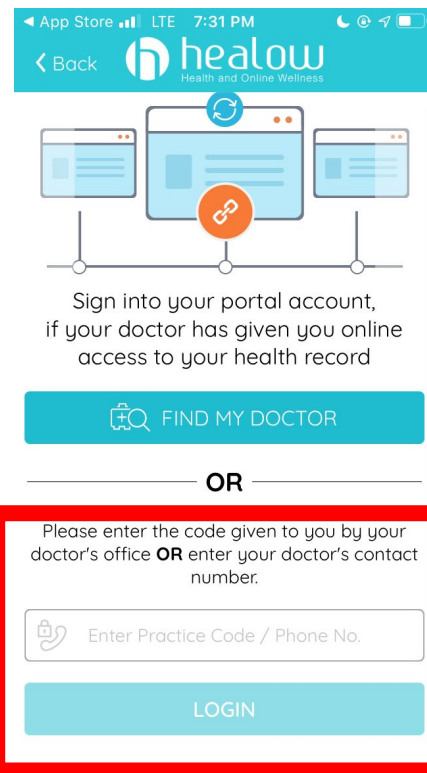 App Store LTE 7:31 PM
Back healow
Health and Online Wellness
Sign into your portal account,
if your doctor has given you online
access to your health record
FIND MY DOCTOR
OR
Please enter the code given to you by your
doctor's office OR enter your doctor's contact
number.
Enter Practice Code / Phone No.
LOGIN